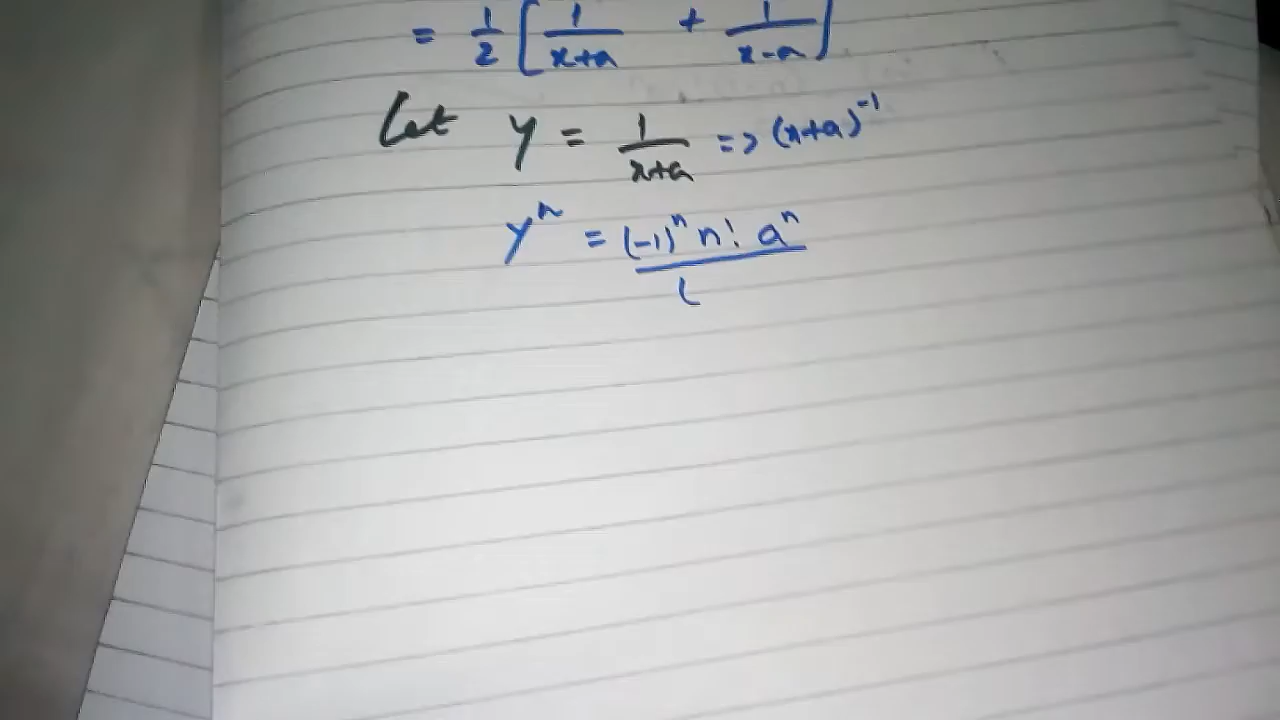 = 1/2 [ 1/(x+a) + 1/(x-a) ]
Let y = 1/(x+a) => (x+a)^-1
y^n = (-1)^n n! a^n / (